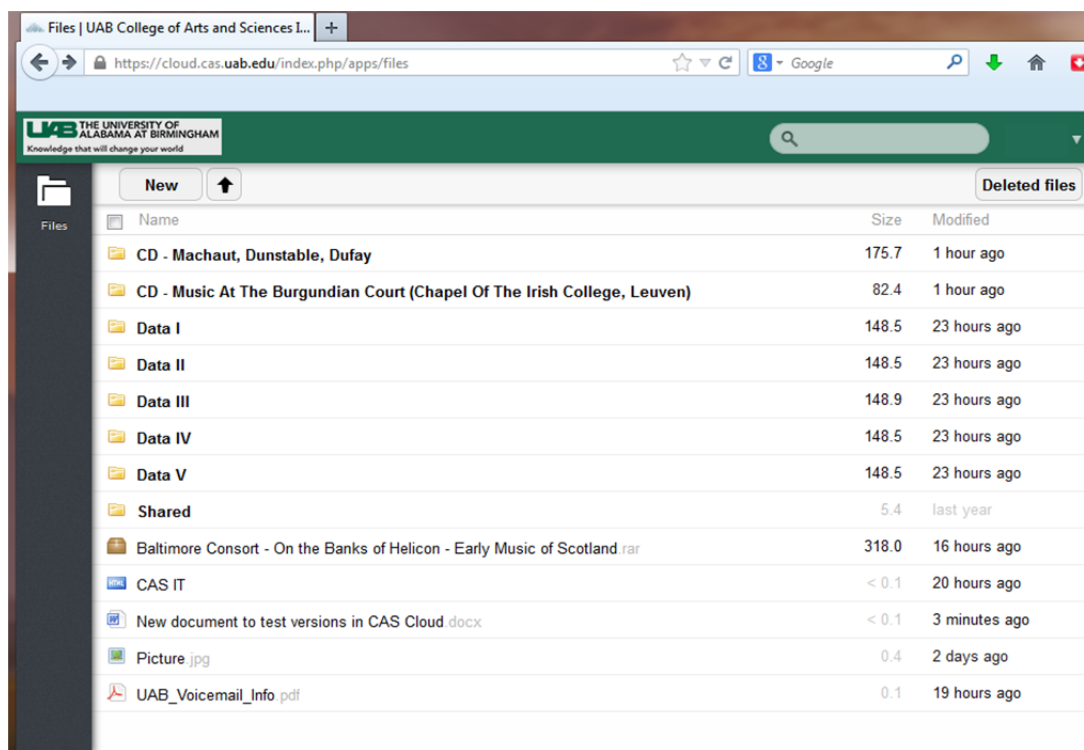 Files | UAB College of Arts and Sciences I...
https://cloud.cas.uab.edu/index.php/apps/files
Google
UAB THE UNIVERSITY OF
ALABAMA AT BIRMINGHAM
Knowledge that will change your world
New Deleted files
Files
Name Size Modified
CD - Machaut, Dunstable, Dufay 175.7 1 hour ago
CD - Music At The Burgundian Court (Chapel Of The Irish College, Leuven) 82.4 1 hour ago
Data I 148.5 23 hours ago
Data II 148.5 23 hours ago
Data III 148.9 23 hours ago
Data IV 148.5 23 hours ago
Data V 148.5 23 hours ago
Shared 5.4 last year
Baltimore Consort - On the Banks of Helicon - Early Music of Scotland.rar 318.0 16 hours ago
CAS IT < 0.1 20 hours ago
New document to test versions in CAS Cloud.docx < 0.1 3 minutes ago
Picture.jpg 0.4 2 days ago
UAB_Voicemail_Info.pdf 0.1 19 hours ago